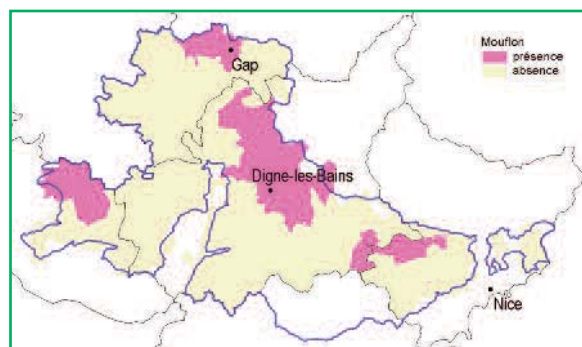 Mouflon
présence
absence
Gap
Digne-les-Bains
Nice